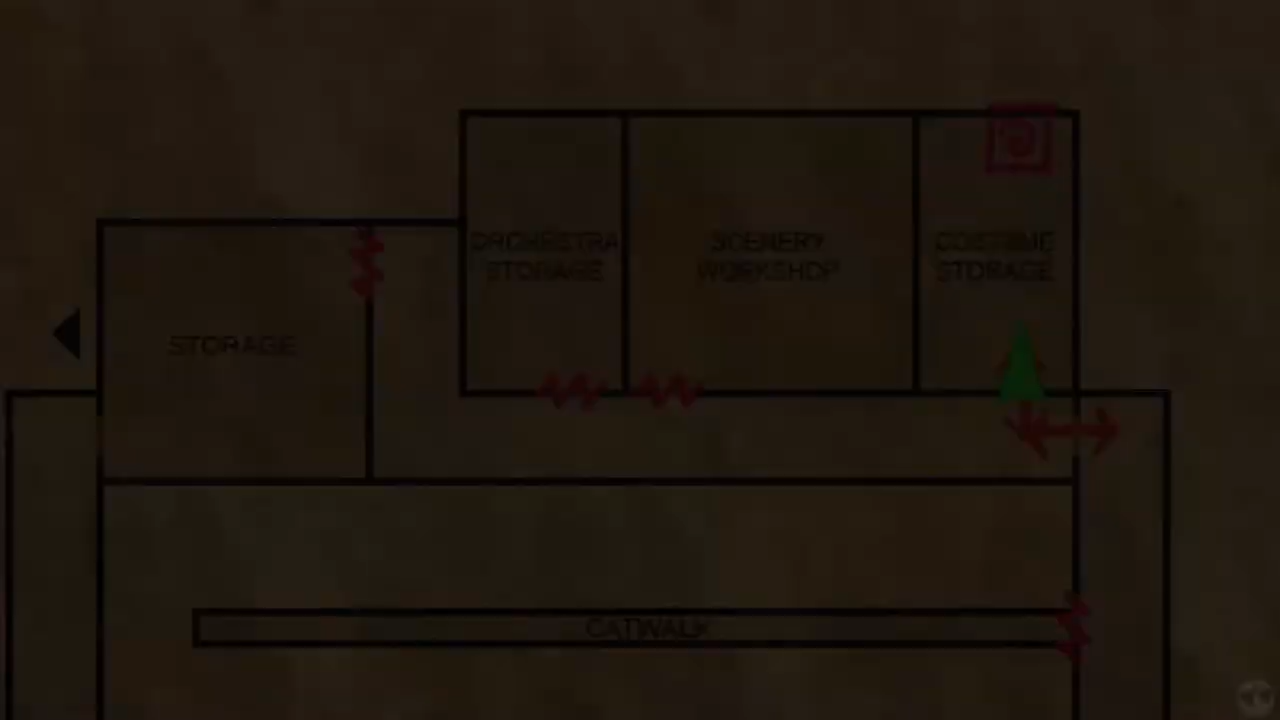 ORCHESTRA
STORAGE
SCENERY
WORKSHOP
COSTUME
STORAGE
STORAGE
CATWALK